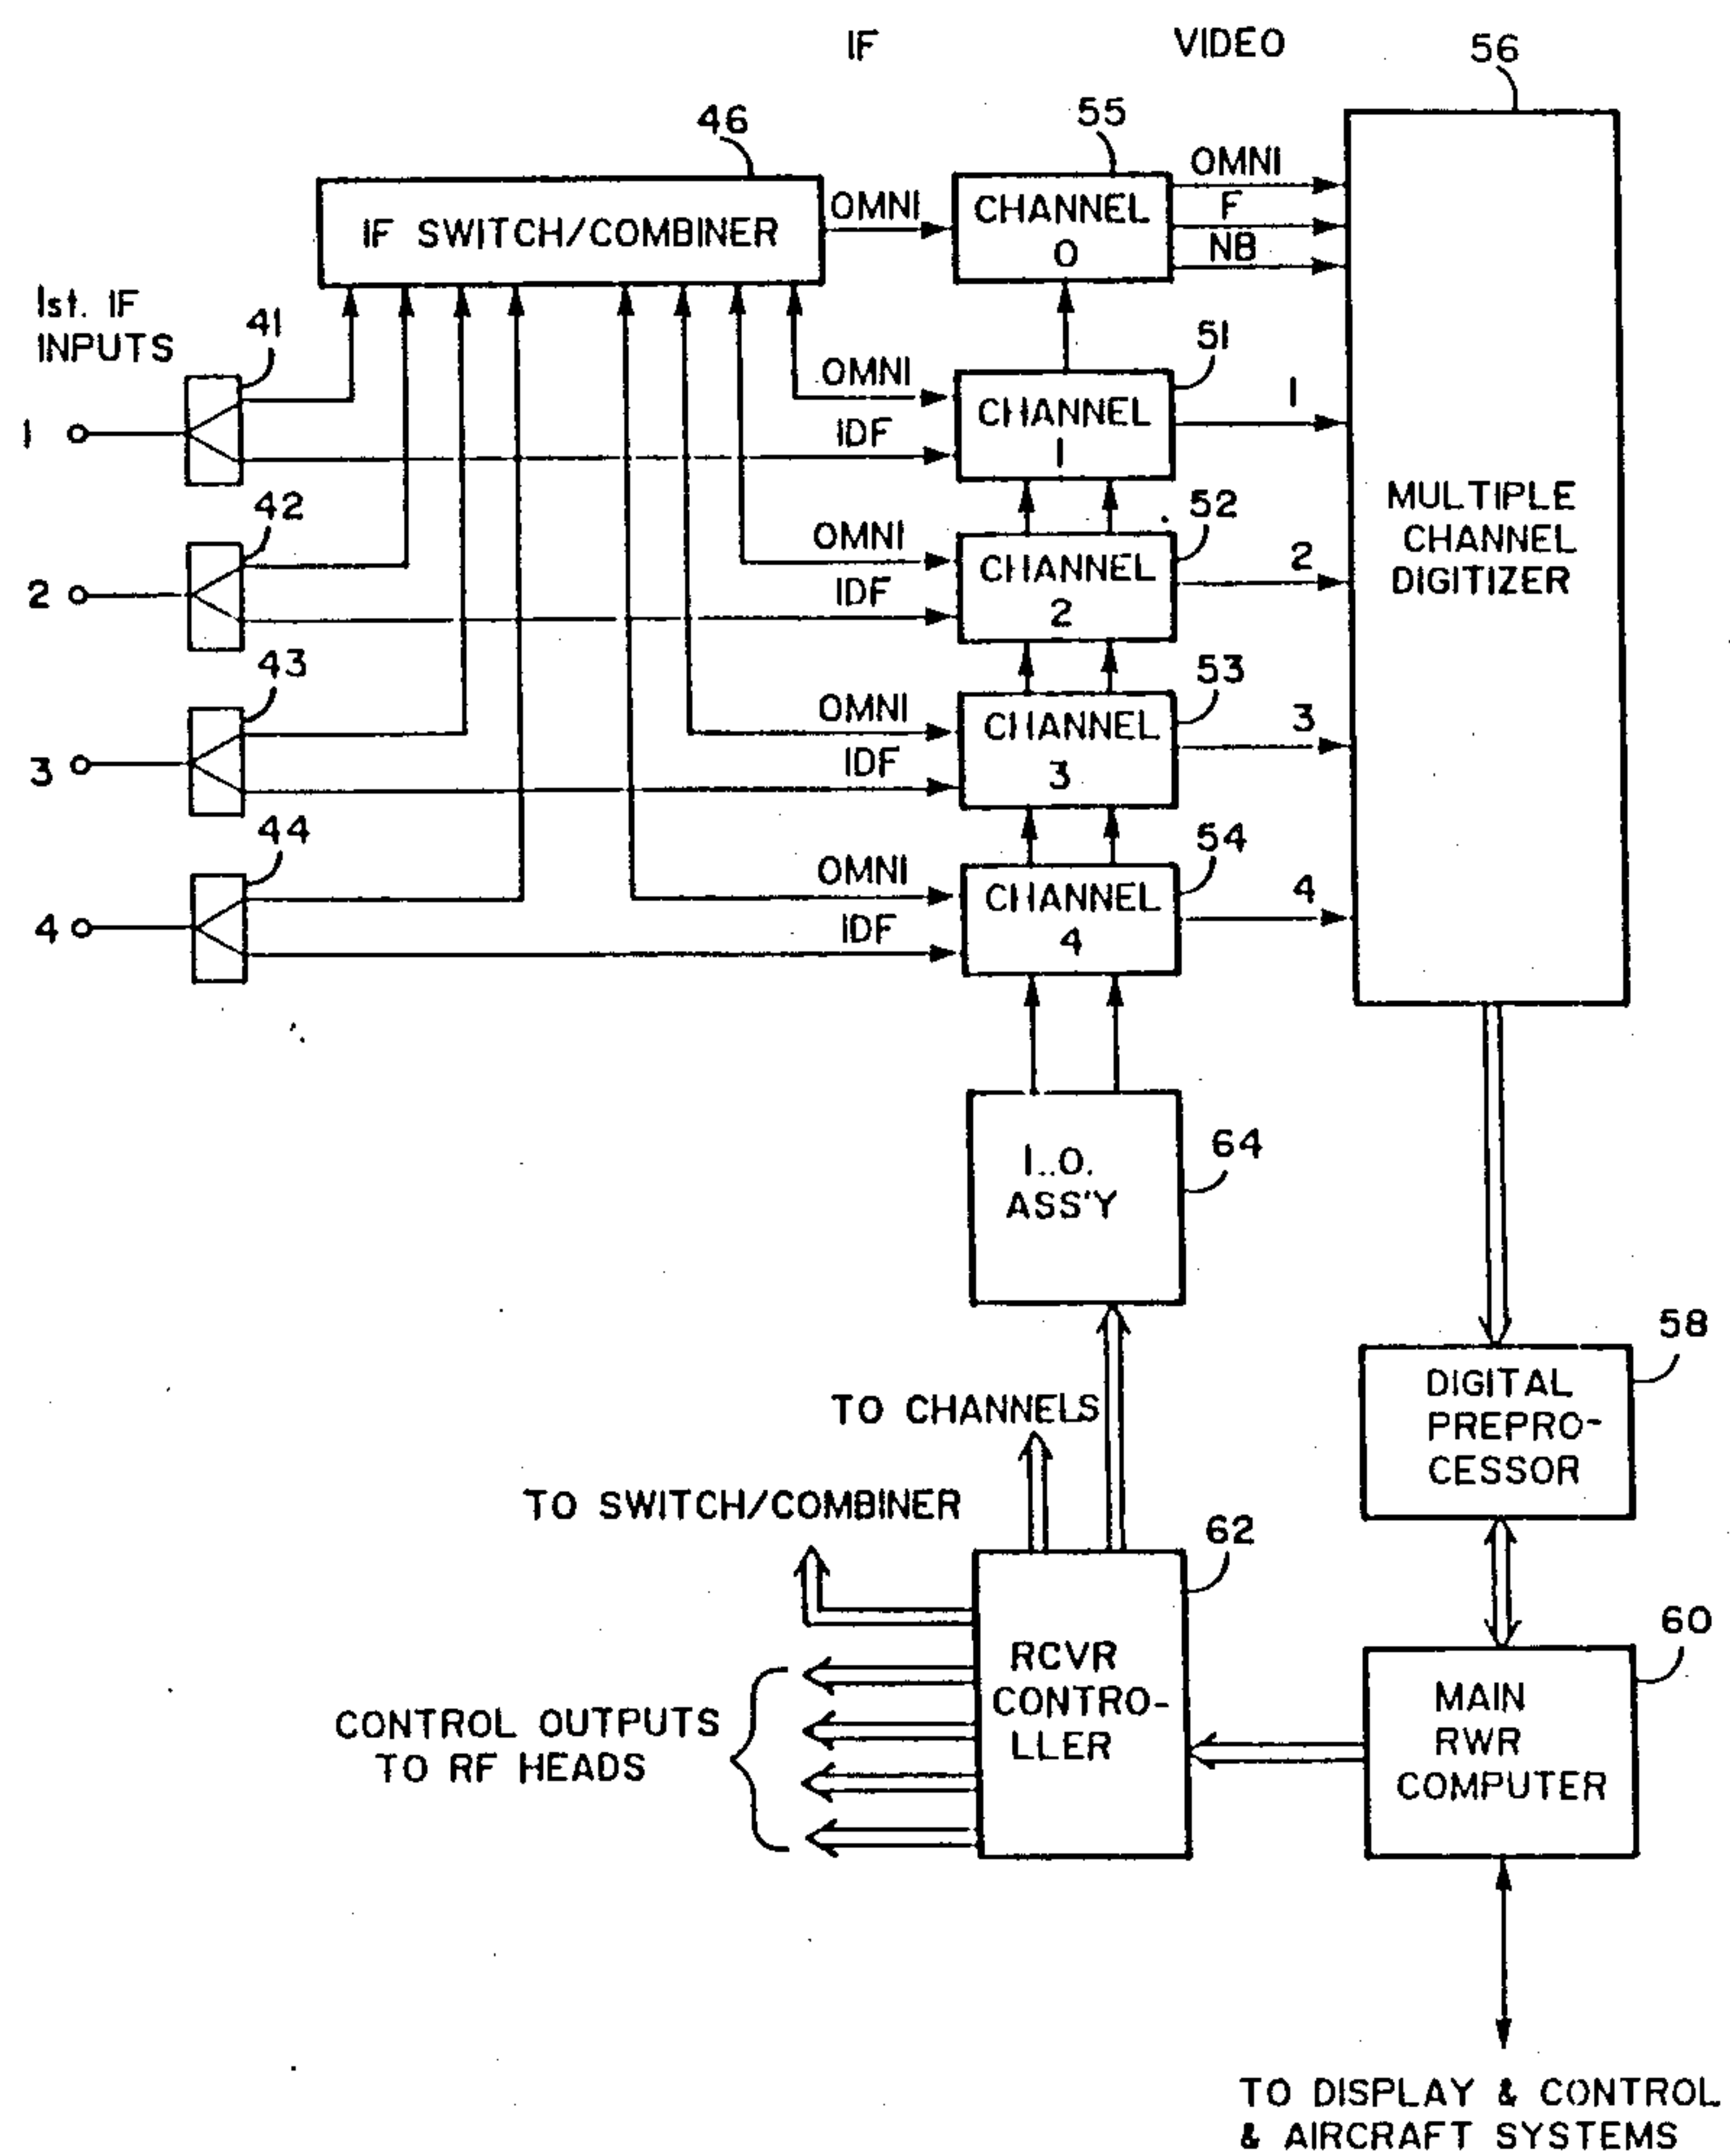 IF
VIDEO
56
46
55
OMNI
IF SWITCH/COMBINER
OMNI
CHANNEL
0
F
NB
1st. IF
INPUTS
41
51
OMNI
1
CHANNEL
1
1
IDF
42
52
MULTIPLE
CHANNEL
DIGITIZER
OMNI
2
CHANNEL
2
2
IDF
43
53
OMNI
3
CHANNEL
3
3
IDF
44
54
OMNI
4
CHANNEL
4
4
IDF
I..O.
ASS'Y
64
58
DIGITAL
PREPRO-
CESSOR
TO CHANNELS
TO SWITCH/COMBINER
62
60
RCVR
CONTRO-
LLER
MAIN
RWR
COMPUTER
CONTROL OUTPUTS
TO RF HEADS
TO DISPLAY & CONTROL
& AIRCRAFT SYSTEMS